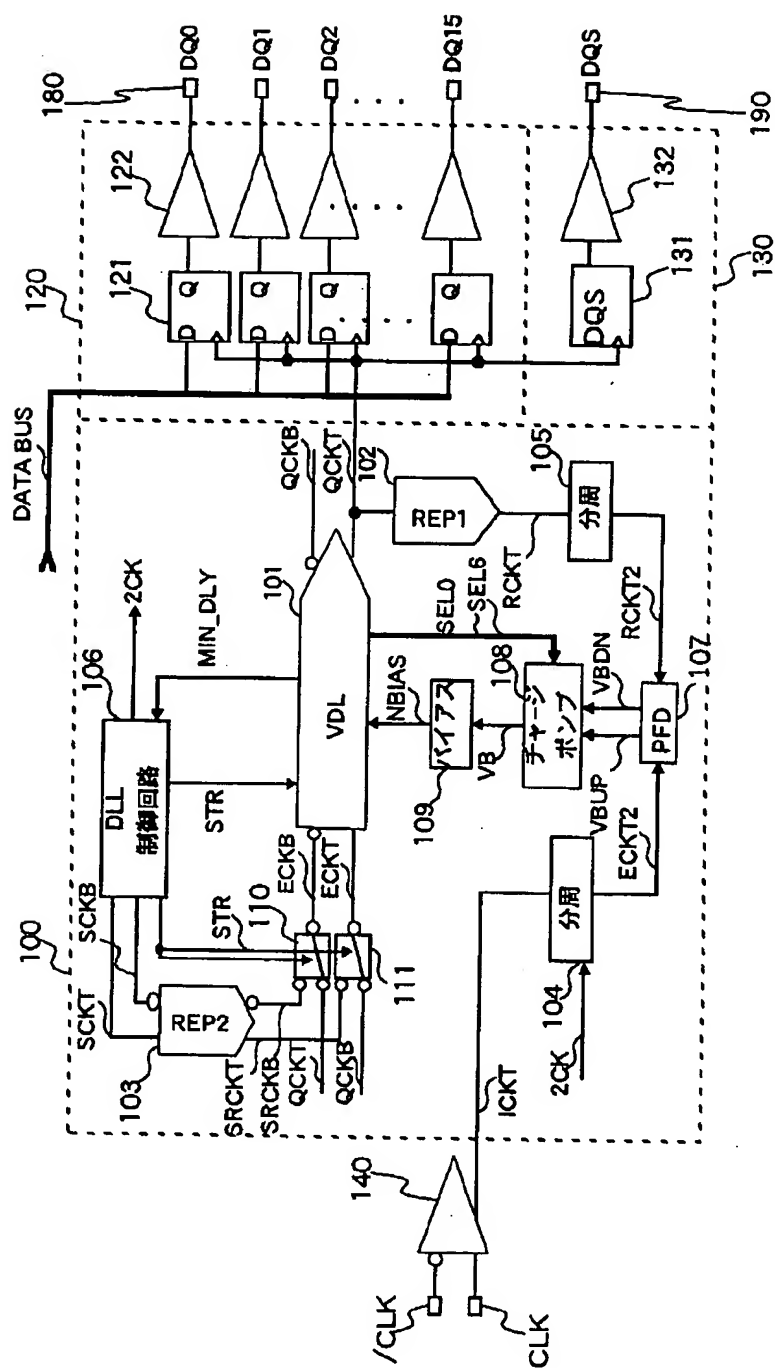 DATA BUS
100
106
DLL
制御回路
2CK
SCKT
SCKB
103
REP2
SRCKT
SRCKB
STR
STR
MIN_DLY
110
111
QCKT
QCKB
ECKB
ECKT
101
VDL
QCKB
QCKT
102
REP1
RCKT
105
分周
RCKT2
SEL0
~SEL6
NBIAS
バイアス
109
VB
108
チャージ
ポンプ
VBUP
VBDN
PFD
107
ECKT2
分周
104
2CK
ICKT
140
/CLK
CLK
120
121
122
D
Q
D
Q
D
Q
D
Q
DQ0
DQ1
DQ2
DQ15
180
130
131
132
DQS
DQS
190